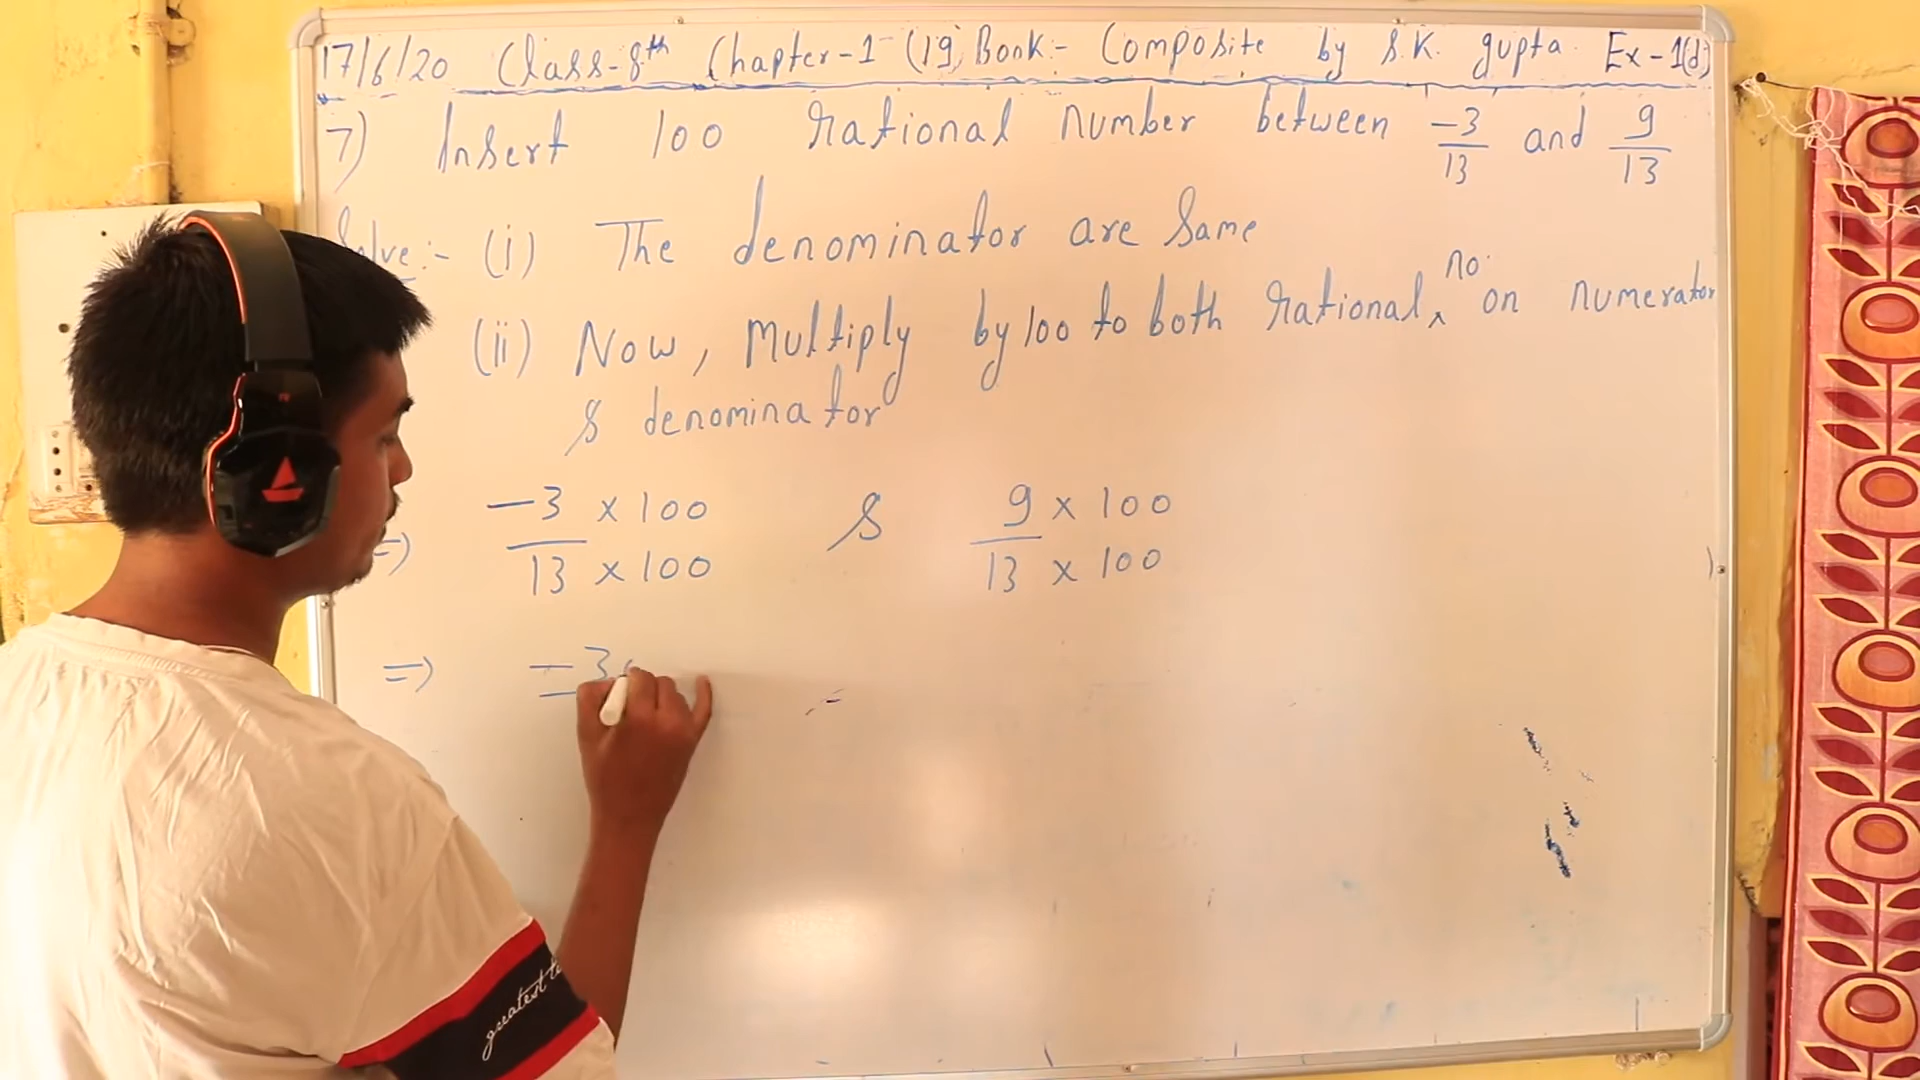 17/6/20 Class-8th Chapter-1 (19) Book:- Composite by S.K. gupta. Ex-1(d)
7) Insert 100 rational number between -3/13 and 9/13
Solve:- (i) The denominator are same
(ii) Now, Multiply by 100 to both rational ^ no. on numerator
& denominator
=> -3 x 100 & 9 x 100
13 x 100 13 x 100
=> -30
greatest